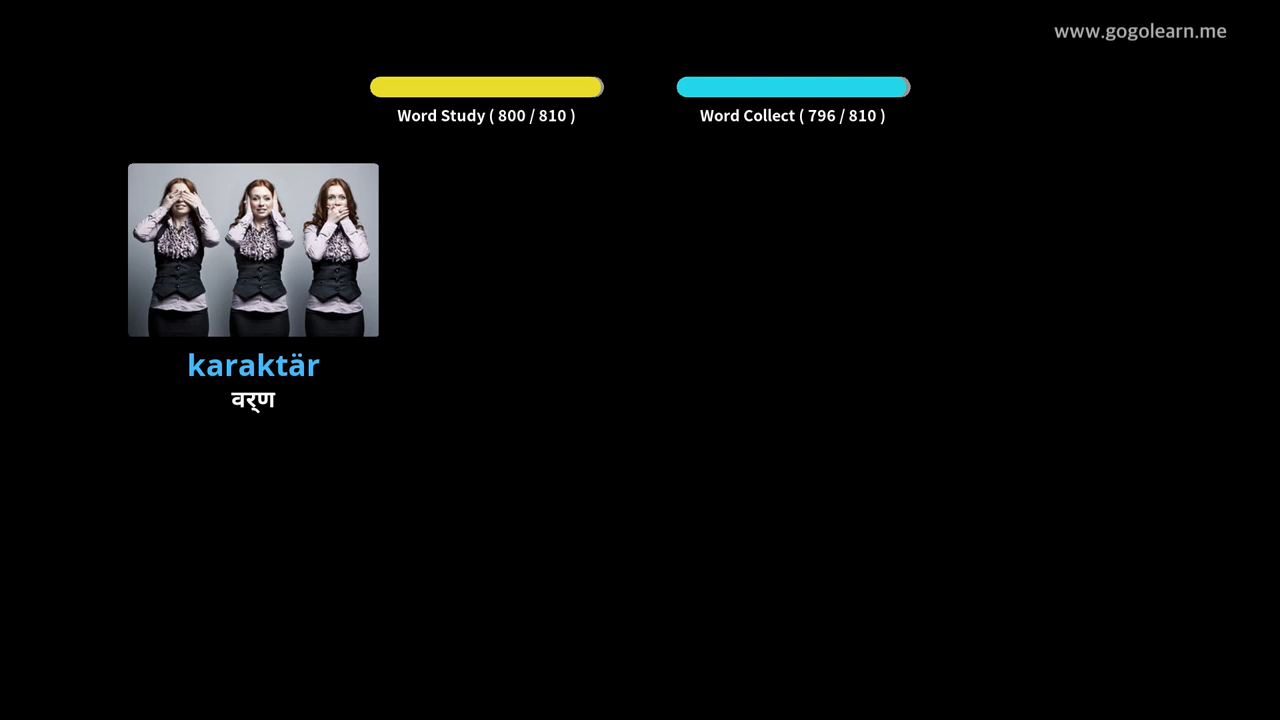 www.gogolearn.me
Word Study ( 800 / 810 )
Word Collect ( 796 / 810 )
karaktär
वर्ण